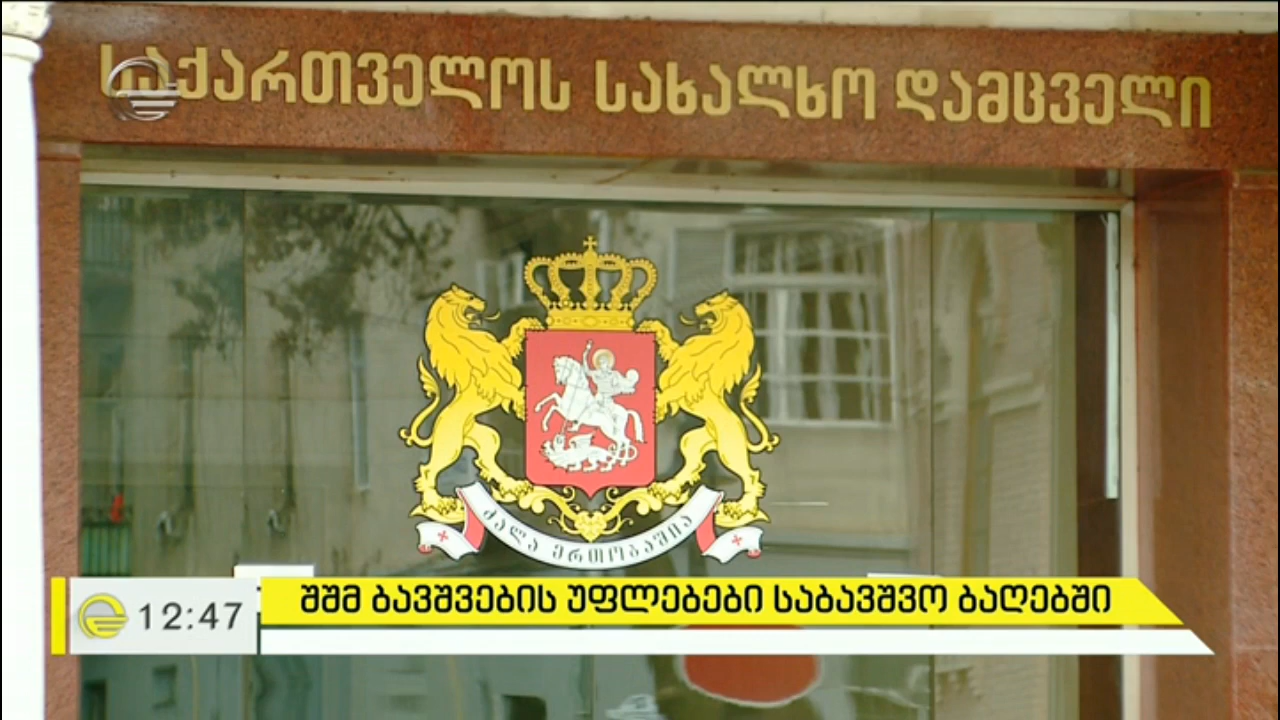 საქართველოს სახალხო დამცველი
ძალა ერთობაშია
12:47
შშმ ბავშვების უფლებები საბავშვო ბაღებში